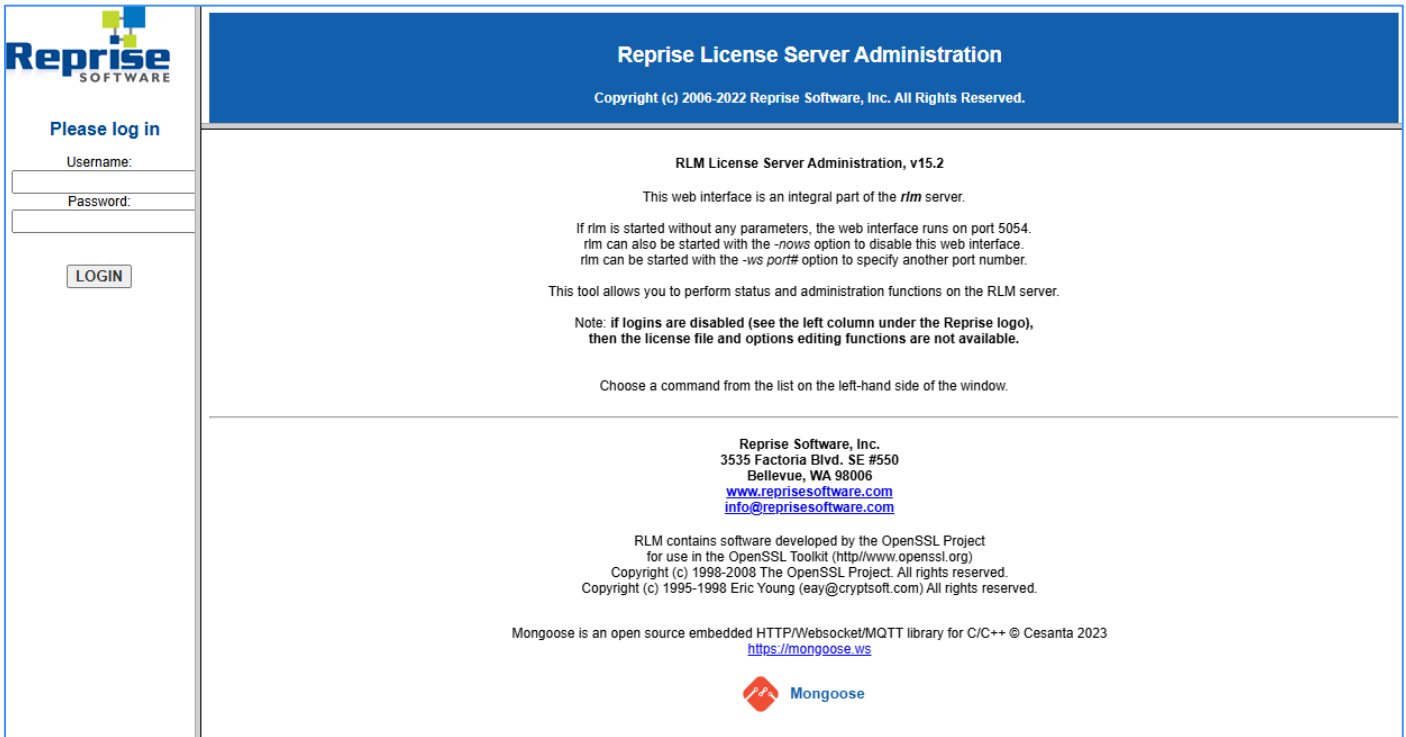 Reprise
SOFTWARE
Please log in
Username:
Password:
LOGIN
Reprise License Server Administration
Copyright (c) 2006-2022 Reprise Software, Inc. All Rights Reserved.
RLM License Server Administration, v15.2
This web interface is an integral part of the rlm server.
If rlm is started without any parameters, the web interface runs on port 5054.
rlm can also be started with the -nows option to disable this web interface.
rlm can be started with the -ws port# option to specify another port number.
This tool allows you to perform status and administration functions on the RLM server.
Note: if logins are disabled (see the left column under the Reprise logo),
then the license file and options editing functions are not available.
Choose a command from the list on the left-hand side of the window.
Reprise Software, Inc.
3535 Factoria Blvd. SE #550
Bellevue, WA 98006
www.reprisesoftware.com
info@reprisesoftware.com
RLM contains software developed by the OpenSSL Project
for use in the OpenSSL Toolkit (http//www.openssl.org)
Copyright (c) 1998-2008 The OpenSSL Project. All rights reserved.
Copyright (c) 1995-1998 Eric Young (eay@cryptsoft.com) All rights reserved.
Mongoose is an open source embedded HTTP/Websocket/MQTT library for C/C++ © Cesanta 2023
https://mongoose.ws
Mongoose